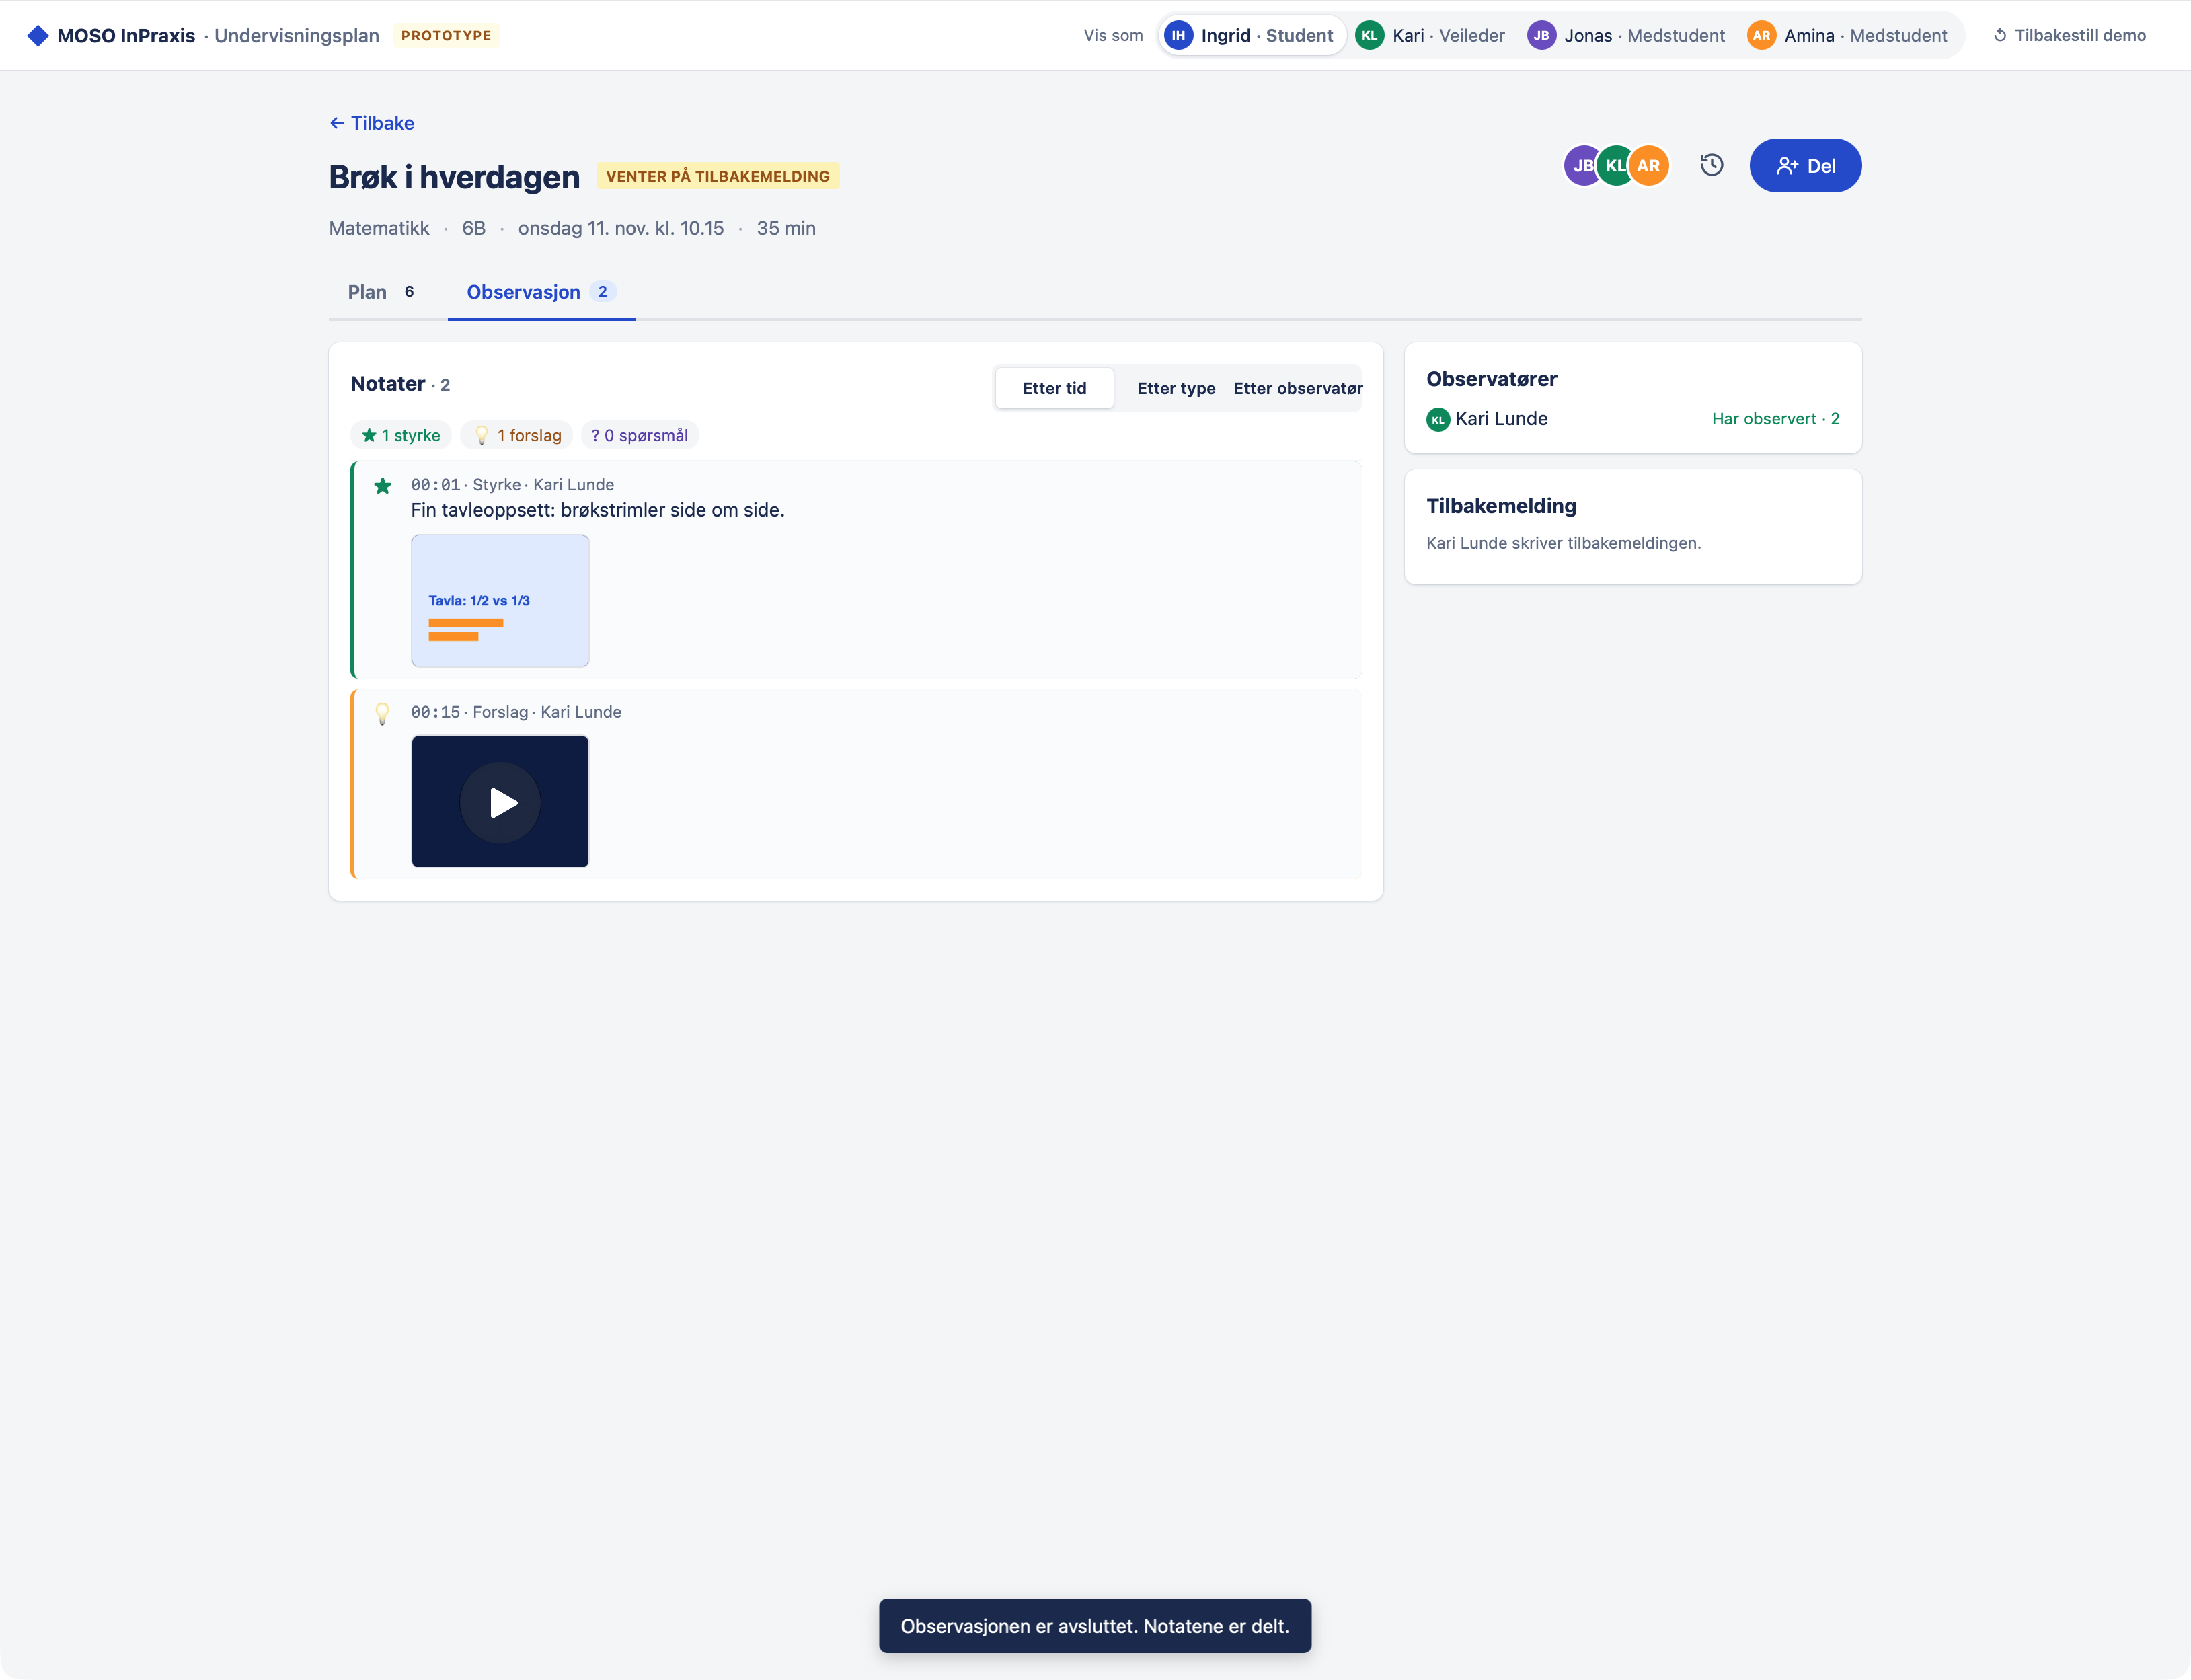 MOSO InPraxis · Undervisningsplan PROTOTYPE
Vis som IH Ingrid · Student KL Kari · Veileder JB Jonas · Medstudent AR Amina · Medstudent Tilbakestill demo
← Tilbake
Brøk i hverdagen VENTER PÅ TILBAKEMELDING
JB KL AR Del
Matematikk · 6B · onsdag 11. nov. kl. 10.15 · 35 min
Plan 6 Observasjon 2
Notater · 2
Etter tid Etter type Etter observatør
★ 1 styrke 💡 1 forslag ? 0 spørsmål
00:01 · Styrke · Kari Lunde
Fin tavleoppsett: brøkstrimler side om side.
Tavla: 1/2 vs 1/3
00:15 · Forslag · Kari Lunde
Observatører
KL Kari Lunde Har observert · 2
Tilbakemelding
Kari Lunde skriver tilbakemeldingen.
Observasjonen er avsluttet. Notatene er delt.